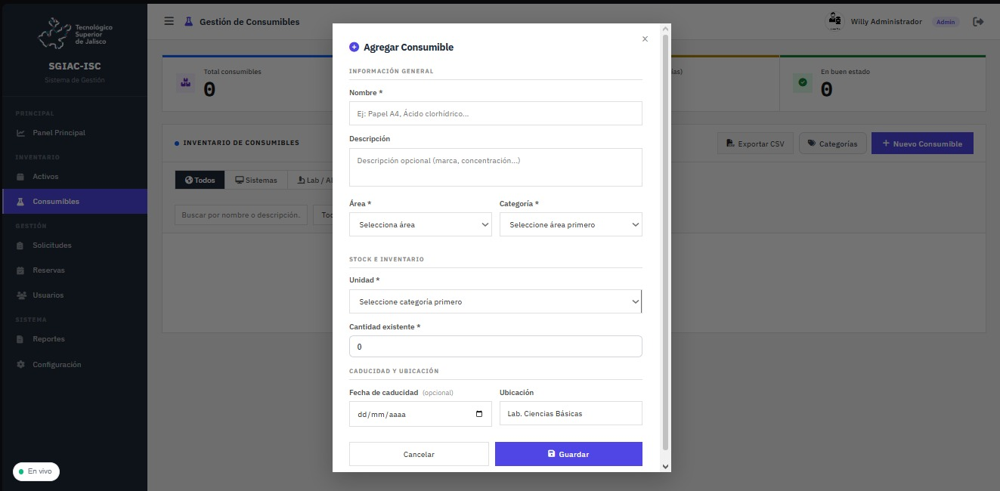 Tecnológico
Superior
de Jalisco
SGIAC-ISC
Sistema de Gestión
PRINCIPAL
Panel Principal
INVENTARIO
Activos
Consumibles
GESTIÓN
Solicitudes
Reservas
Usuarios
SISTEMA
Reportes
Configuración
En vivo
Gestión de Consumibles
Willy Administrador
Admin
Total consumibles
0
En buen estado
0
INVENTARIO DE CONSUMIBLES
Exportar CSV
Categorías
+ Nuevo Consumible
Todos
Sistemas
Lab /
Buscar por nombre o descripción.
Agregar Consumible
×
INFORMACIÓN GENERAL
Nombre *
Ej: Papel A4, Ácido clorhídrico...
Descripción
Descripción opcional (marca, concentración...)
Área * Categoría *
Selecciona área Seleccione área primero
STOCK E INVENTARIO
Unidad *
Seleccione categoría primero
Cantidad existente *
0
CADUCIDAD Y UBICACIÓN
Fecha de caducidad (opcional) Ubicación
dd/mm/aaaa Lab. Ciencias Básicas
Cancelar Guardar